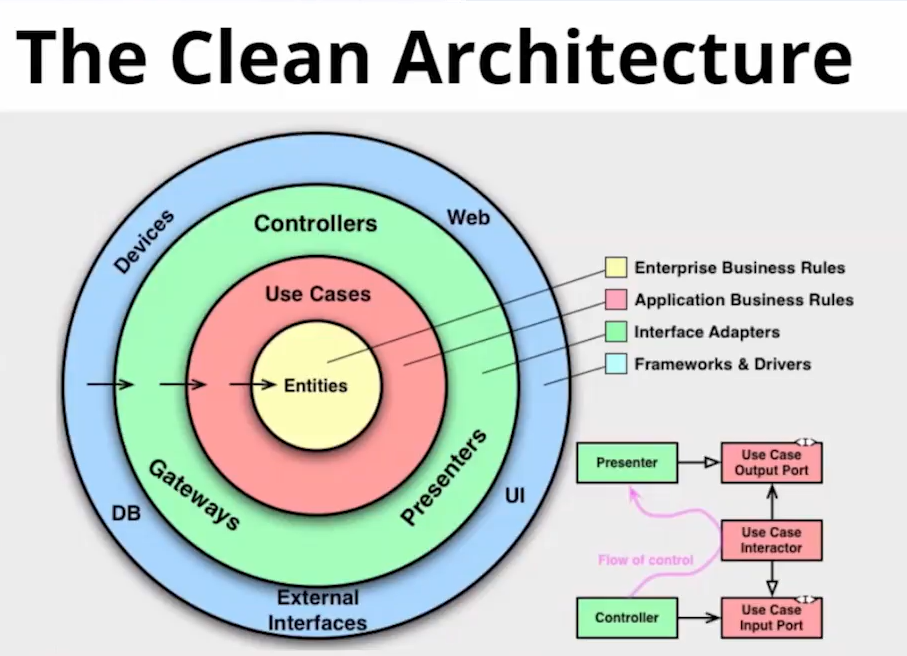 The Clean Architecture
Devices
Web
Controllers
Use Cases
Entities
Gateways
Presenters
DB
UI
External
Interfaces
Enterprise Business Rules
Application Business Rules
Interface Adapters
Frameworks & Drivers
Presenter
Use Case
Output Port
Use Case
Interactor
Flow of control
Controller
Use Case
Input Port